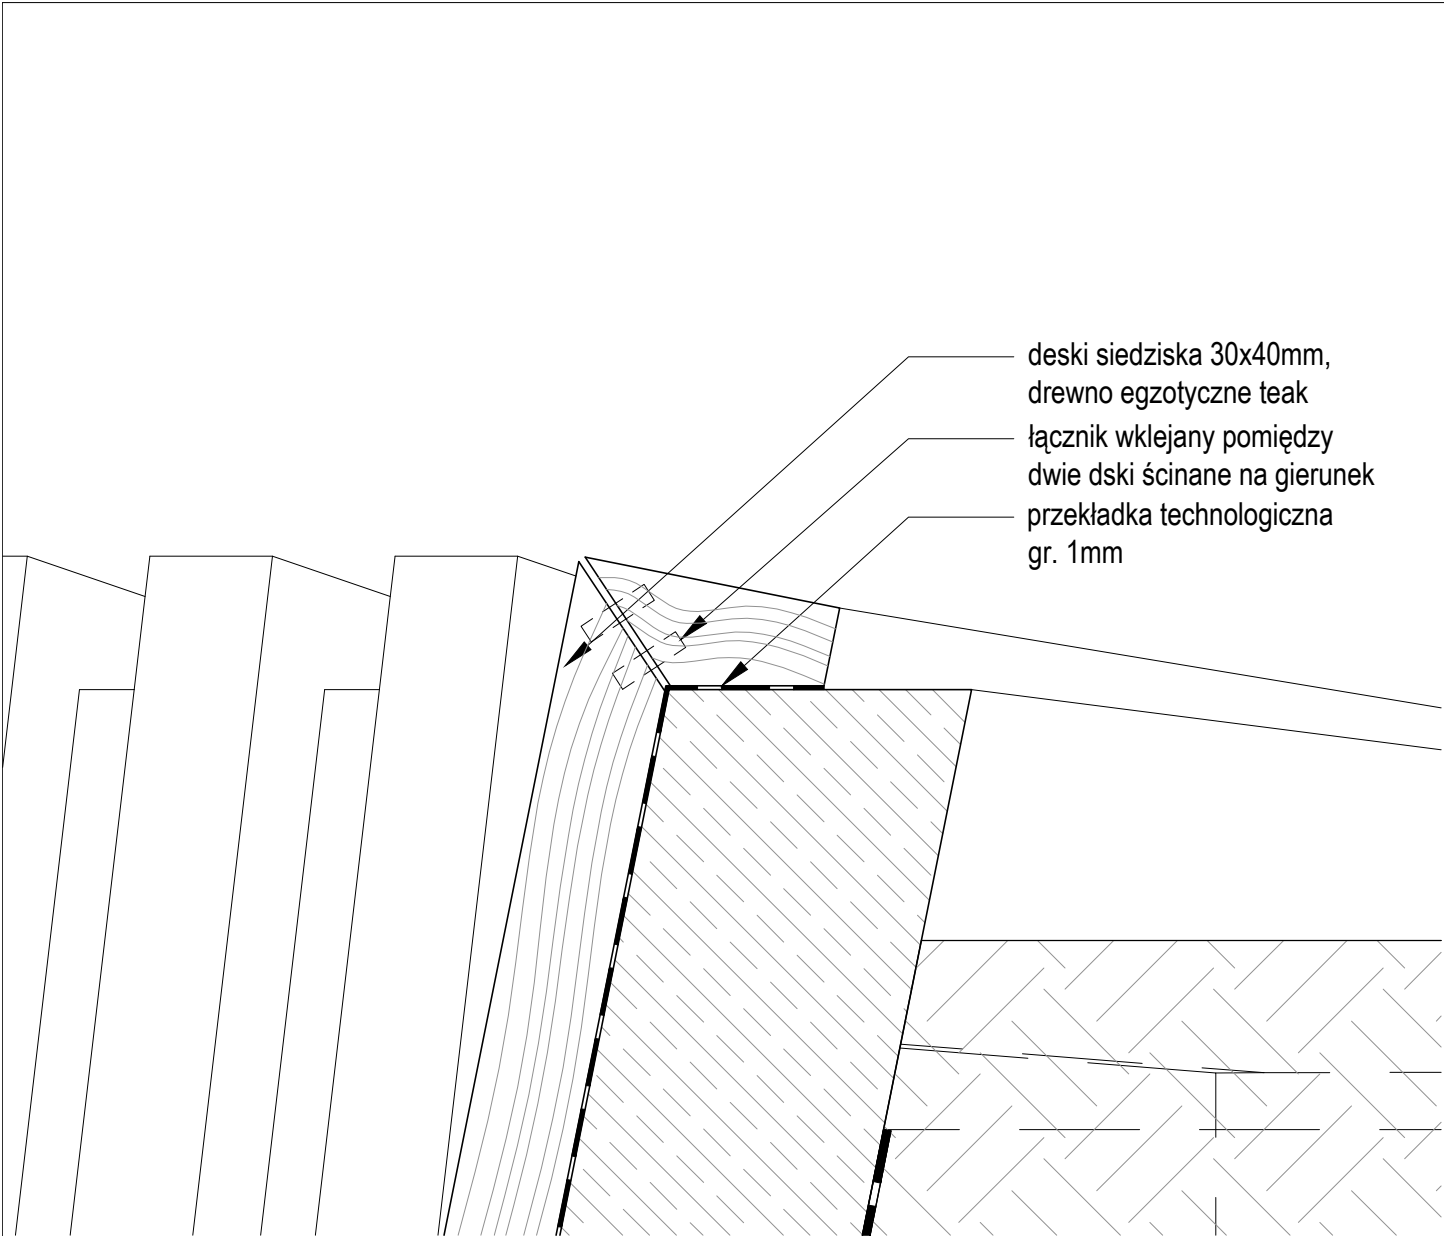 deski siedziska 30x40mm,
drewno egzotyczne teak
łącznik wklejany pomiędzy
dwie dski ścinane na gierunek
przekładka technologiczna
gr. 1mm